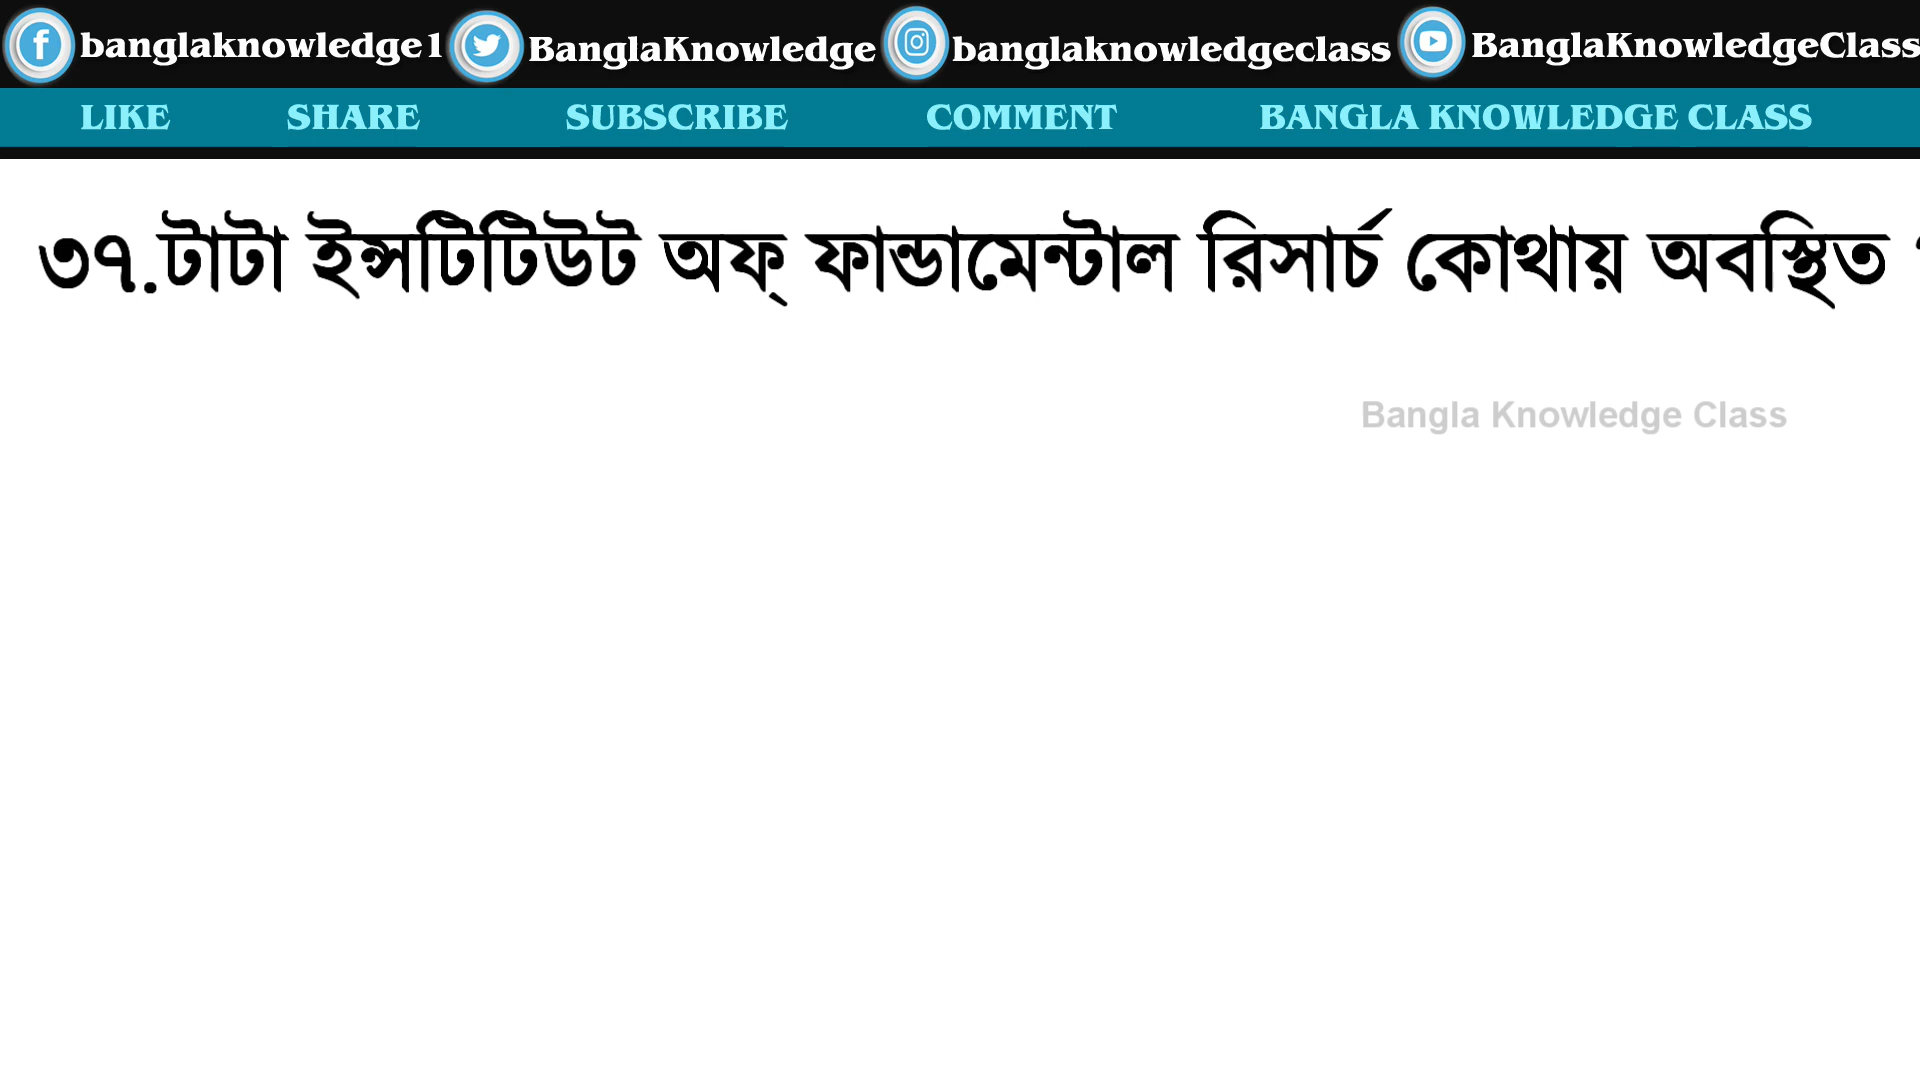 banglaknowledge1 BanglaKnowledge banglaknowledgeclass BanglaKnowledgeClass
LIKE SHARE SUBSCRIBE COMMENT BANGLA KNOWLEDGE CLASS
৩৭.টাটা ইন্সটিটিউট অফ্ ফান্ডামেন্টাল রিসার্চ কোথায় অবস্থিত
Bangla Knowledge Class